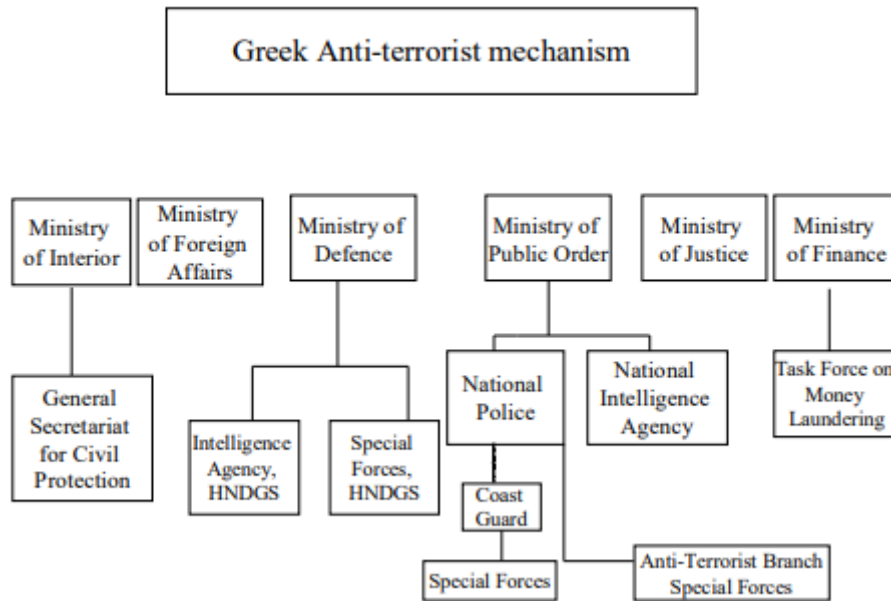 Greek Anti-terrorist mechanism
Ministry
of Interior
Ministry
of Foreign
Affairs
Ministry of
Defence
Ministry of
Public Order
Ministry
of Justice
Ministry
of Finance
General
Secretariat
for Civil
Protection
Intelligence
Agency,
HNDGS
Special
Forces,
HNDGS
National
Police
National
Intelligence
Agency
Task Force on
Money
Laundering
Coast
Guard
Special Forces
Anti-Terrorist Branch
Special Forces